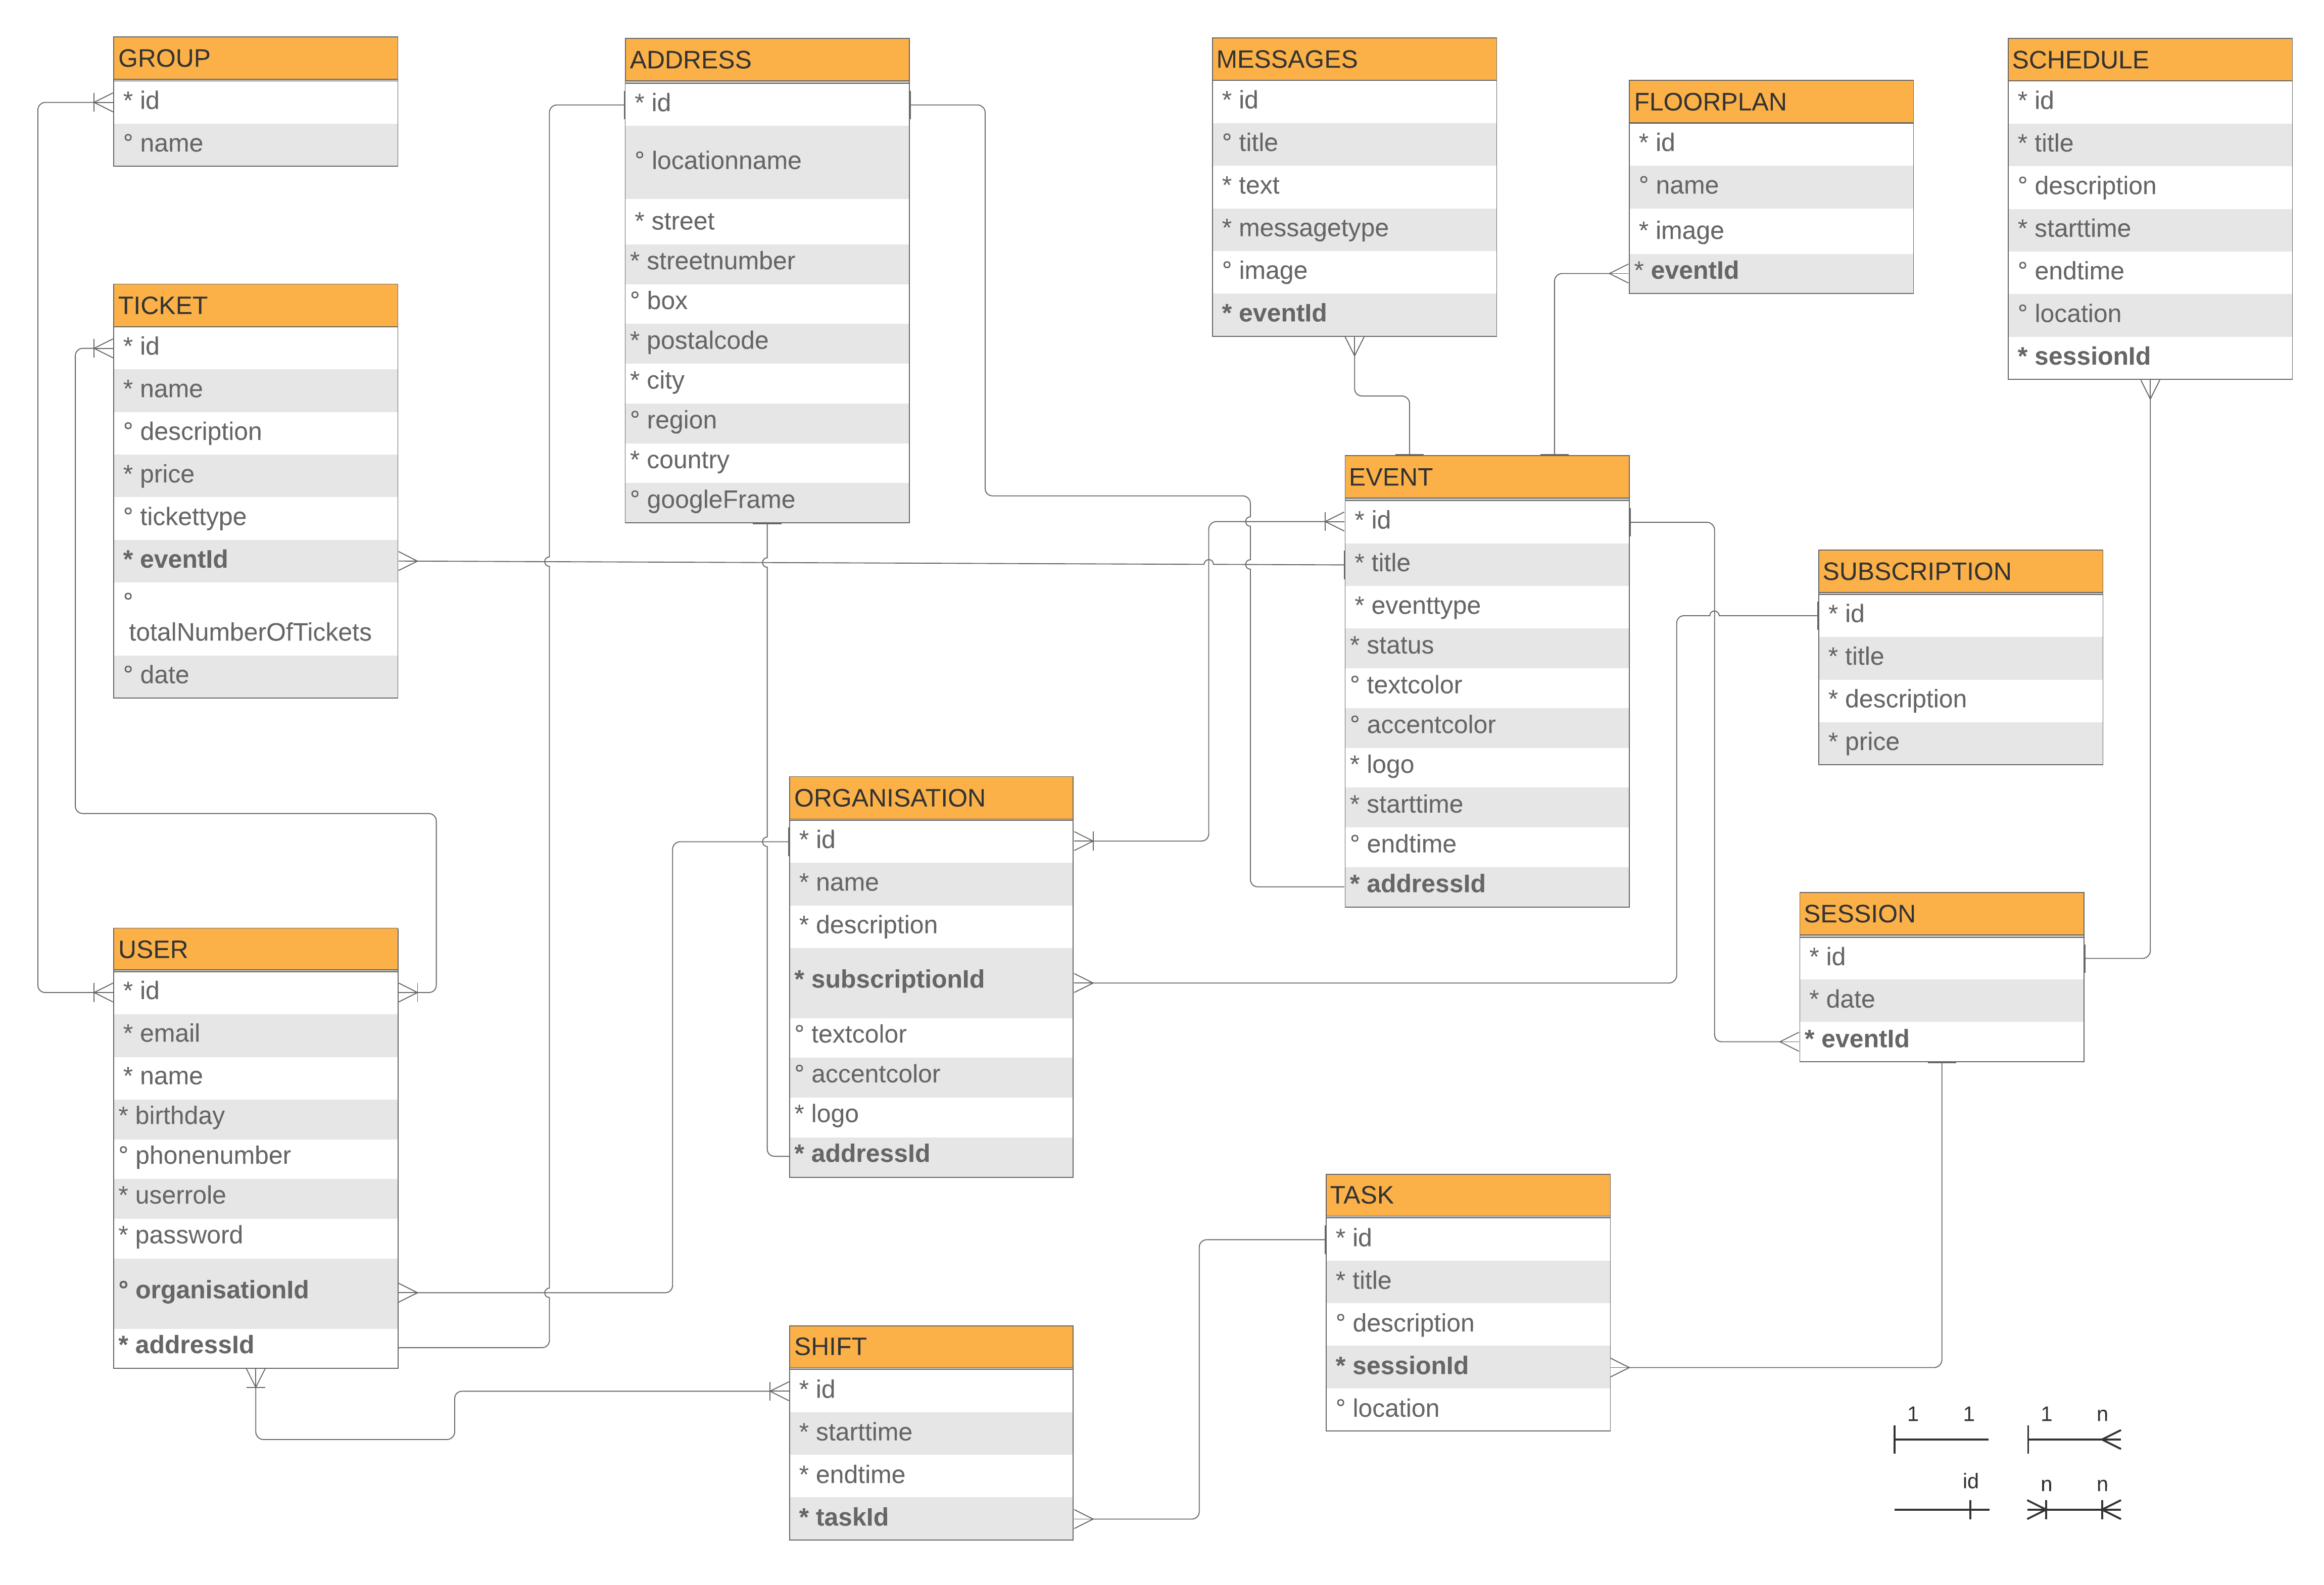 GROUP
* id
° name
TICKET
* id
* name
° description
* price
° tickettype
* eventId
°
totalNumberOfTickets
° date
USER
* id
* email
* name
* birthday
° phonenumber
* userrole
* password
° organisationId
* addressId
ADDRESS
* id
° locationname
* street
* streetnumber
° box
* postalcode
* city
° region
* country
° googleFrame
ORGANISATION
* id
* name
* description
* subscriptionId
° textcolor
° accentcolor
* logo
* addressId
SHIFT
* id
* starttime
* endtime
* taskId
MESSAGES
* id
° title
* text
* messagetype
° image
* eventId
EVENT
* id
* title
* eventtype
* status
° textcolor
° accentcolor
* logo
* starttime
° endtime
* addressId
TASK
* id
* title
° description
* sessionId
° location
FLOORPLAN
* id
° name
* image
* eventId
SUBSCRIPTION
* id
* title
* description
* price
SESSION
* id
* date
* eventId
SCHEDULE
* id
* title
° description
* starttime
° endtime
° location
* sessionId
1 1 1 n
id n n